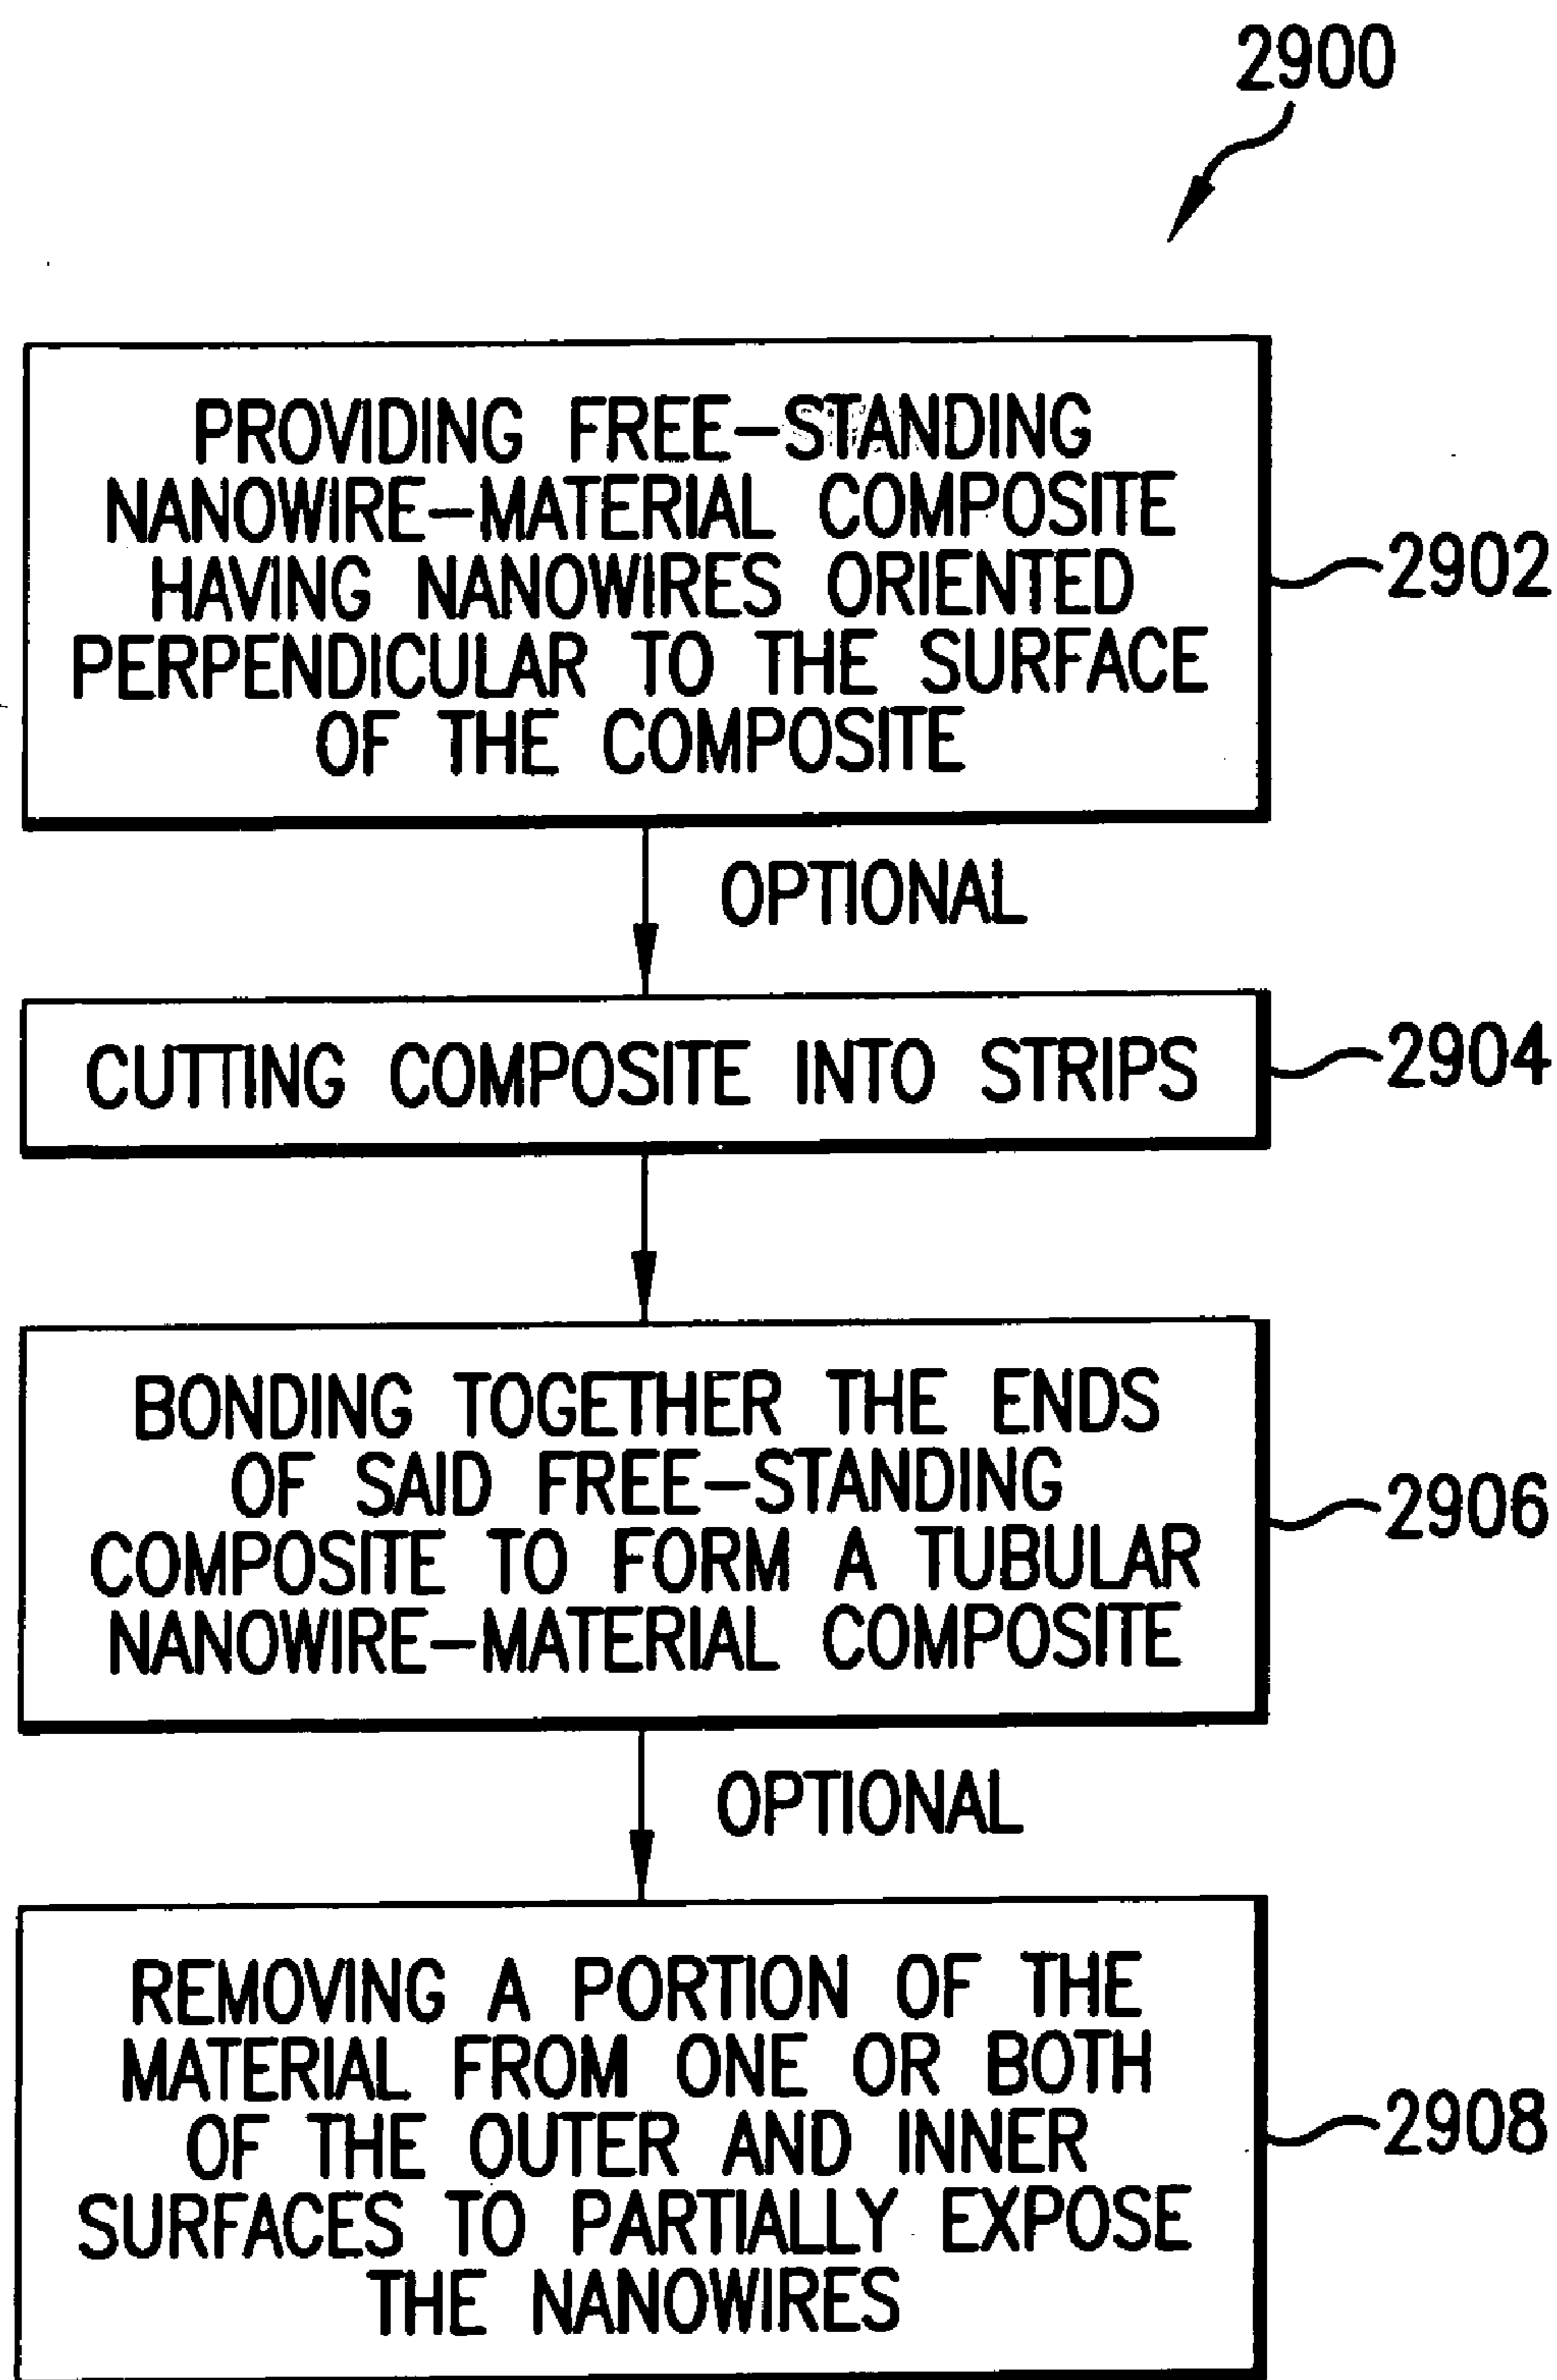 2900
PROVIDING FREE-STANDING
NANOWIRE-MATERIAL COMPOSITE
HAVING NANOWIRES ORIENTED
PERPENDICULAR TO THE SURFACE
OF THE COMPOSITE
2902
OPTIONAL
CUTTING COMPOSITE INTO STRIPS
2904
BONDING TOGETHER THE ENDS
OF SAID FREE-STANDING
COMPOSITE TO FORM A TUBULAR
NANOWIRE-MATERIAL COMPOSITE
2906
OPTIONAL
REMOVING A PORTION OF THE
MATERIAL FROM ONE OR BOTH
OF THE OUTER AND INNER
SURFACES TO PARTIALLY EXPOSE
THE NANOWIRES
2908